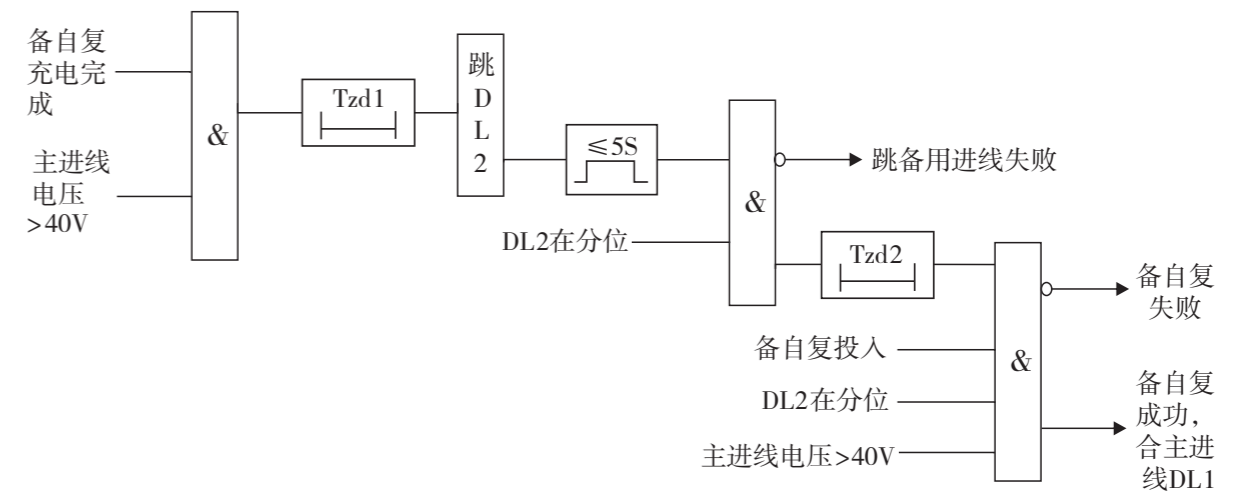 备自复
充电完
成
主进线
电压
>40V
&
Tzd1
跳
D
L
2
≤5S
DL2在分位
&
跳备用进线失败
Tzd2
备自复投入
DL2在分位
主进线电压>40V
&
备自复
失败
备自复
成功，
合主进
线DL1